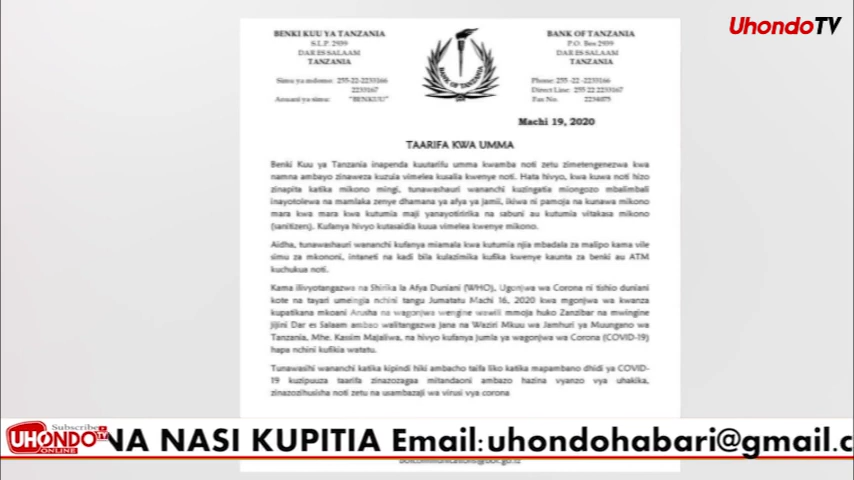 UhondoTV
BENKI KUU YA TANZANIA
S.L.P. 2939
DAR ES SALAAM
TANZANIA
Simu ya mdomo: 255-22-2233166
2233167
Anuani ya simu: "BENKUU"
BANK OF TANZANIA
BANK OF TANZANIA
P.O. Box 2939
DAR ES SALAAM
TANZANIA
Phone: 255 -22 -2233166
Direct Line: 255 22 2233167
Fax No. 2234075
Machi 19, 2020
TAARIFA KWA UMMA
Benki Kuu ya Tanzania inapenda kuutarifu umma kwamba noti zetu zimetengenezwa kwa
namna ambayo zinaweza kuzuia vimelea kusalia kwenye noti. Hata hivyo, kwa kuwa noti hizo
zinapita katika mikono mingi, tunawashauri wananchi kuzingatia miongozo mbalimbali
inayotolewa na mamlaka zenye dhamana ya afya ya jamii, ikiwa ni pamoja na kunawa mikono
mara kwa mara kwa kutumia maji yanayotiririka na sabuni au kutumia vitakasa mikono
(sanitizers). Kufanya hivyo kutasaidia kuua vimelea kwenye mikono.
Aidha, tunawashauri wananchi kufanya miamala kwa kutumia njia mbadala za malipo kama vile
simu za mkononi, intaneti na kadi bila kulazimika kufika kwenye kaunta za benki au ATM
kuchukua noti.
Kama ilivyotangazwa na Shirika la Afya Duniani (WHO), Ugonjwa wa Corona ni tishio duniani
kote na tayari umeingia nchini tangu Jumatatu Machi 16, 2020 kwa mgonjwa wa kwanza
kupatikana mkoani Arusha na wagonjwa wengine wawili mmoja huko Zanzibar na mwingine
Jijini Dar es Salaam ambao walitangazwa jana na Waziri Mkuu wa Jamhuri ya Muungano wa
Tanzania, Mhe. Kassim Majaliwa, na hivyo kufanya jumla ya wagonjwa wa Corona (COVID-19)
hapa nchini kufikia watatu.
Tunawasihi wananchi katika kipindi hiki ambacho taifa liko katika mapambano dhidi ya COVID-
19 kuzipuuza taarifa zinazozagaa mitandaoni ambazo hazina vyanzo vya uhakika,
zinazozihusisha noti zetu na usambazaji wa virusi vya corona
Subscribe
UHONDO TV
ONLINE
NA NASI KUPITIA Email:uhondohabari@gmail.c